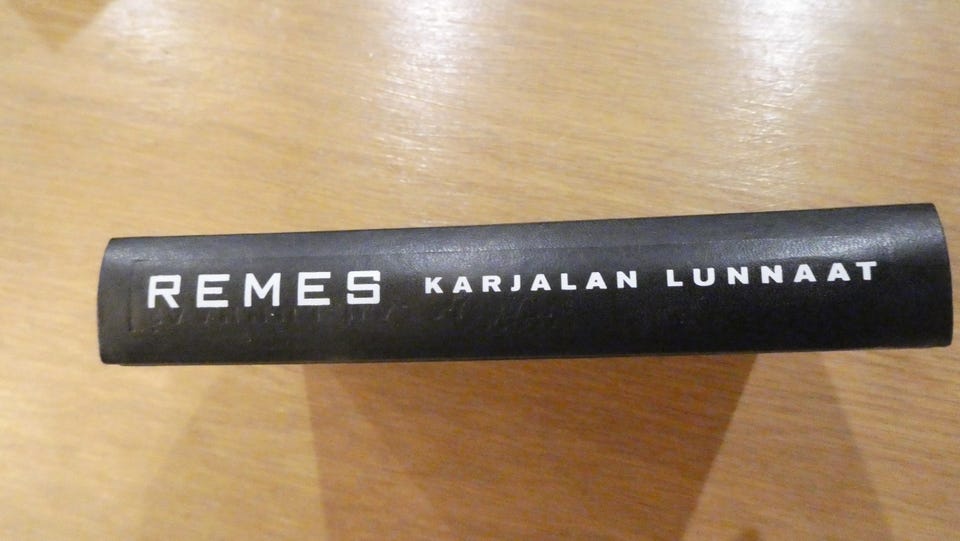 REMES KARJALAN LUNNAAT